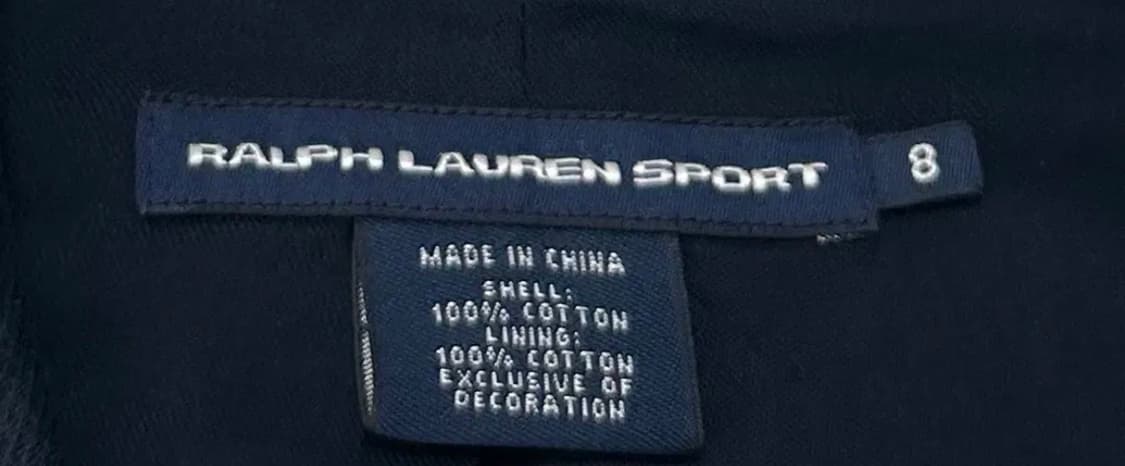 RALPH LAUREN SPORT 8
MADE IN CHINA
SHELL:
100% COTTON
LINING:
100% COTTON
EXCLUSIVE OF
DECORATION